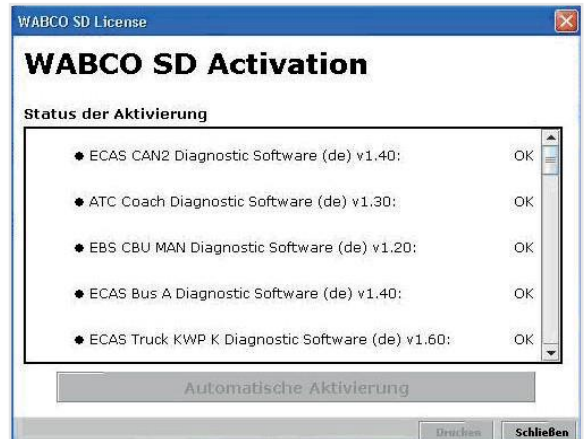 WABCO SD License
WABCO SD Activation
Status der Aktivierung
ECAS CAN2 Diagnostic Software (de) v1.40: OK
ATC Coach Diagnostic Software (de) v1.30: OK
EBS CBU MAN Diagnostic Software (de) v1.20: OK
ECAS Bus A Diagnostic Software (de) v1.40: OK
ECAS Truck KWP K Diagnostic Software (de) v1.60: OK
Automatische Aktivierung
Drucken Schließen